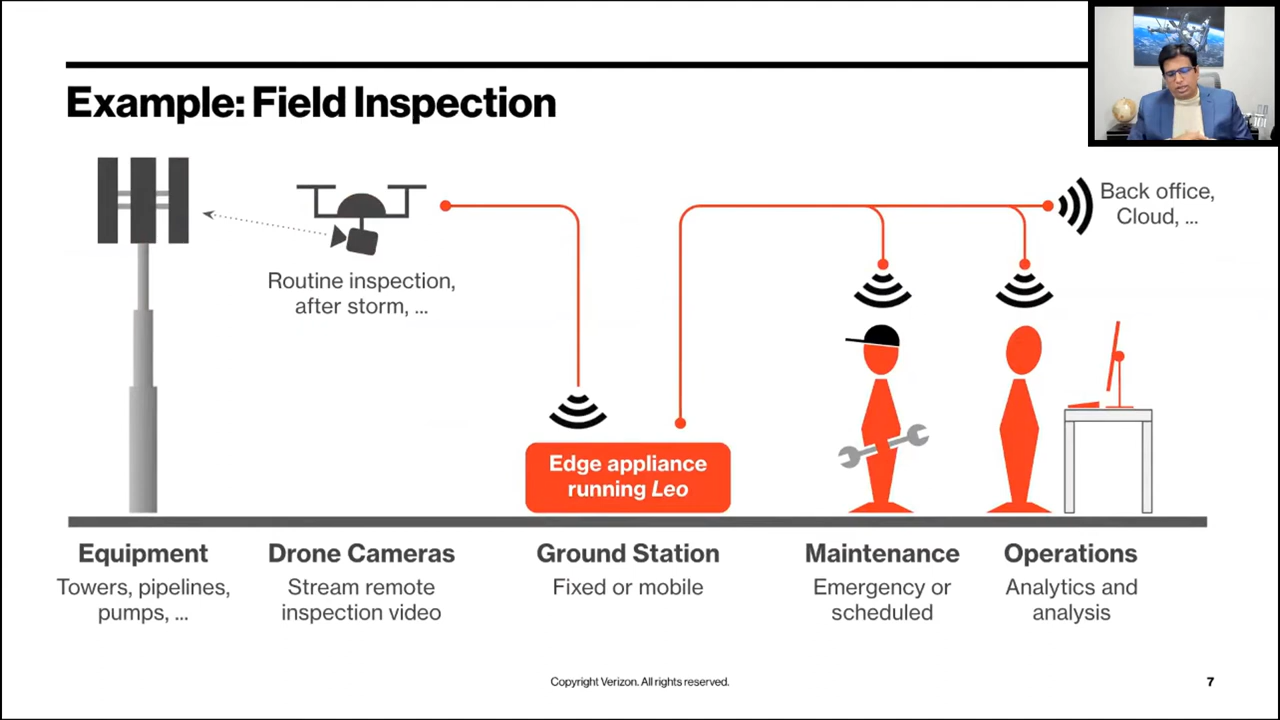 Example: Field Inspection
Back office,
Cloud, ...
Routine inspection,
after storm, ...
Edge appliance
running Leo
Equipment
Towers, pipelines,
pumps, ...
Drone Cameras
Stream remote
inspection video
Ground Station
Fixed or mobile
Maintenance
Emergency or
scheduled
Operations
Analytics and
analysis
Copyright Verizon. All rights reserved.
7